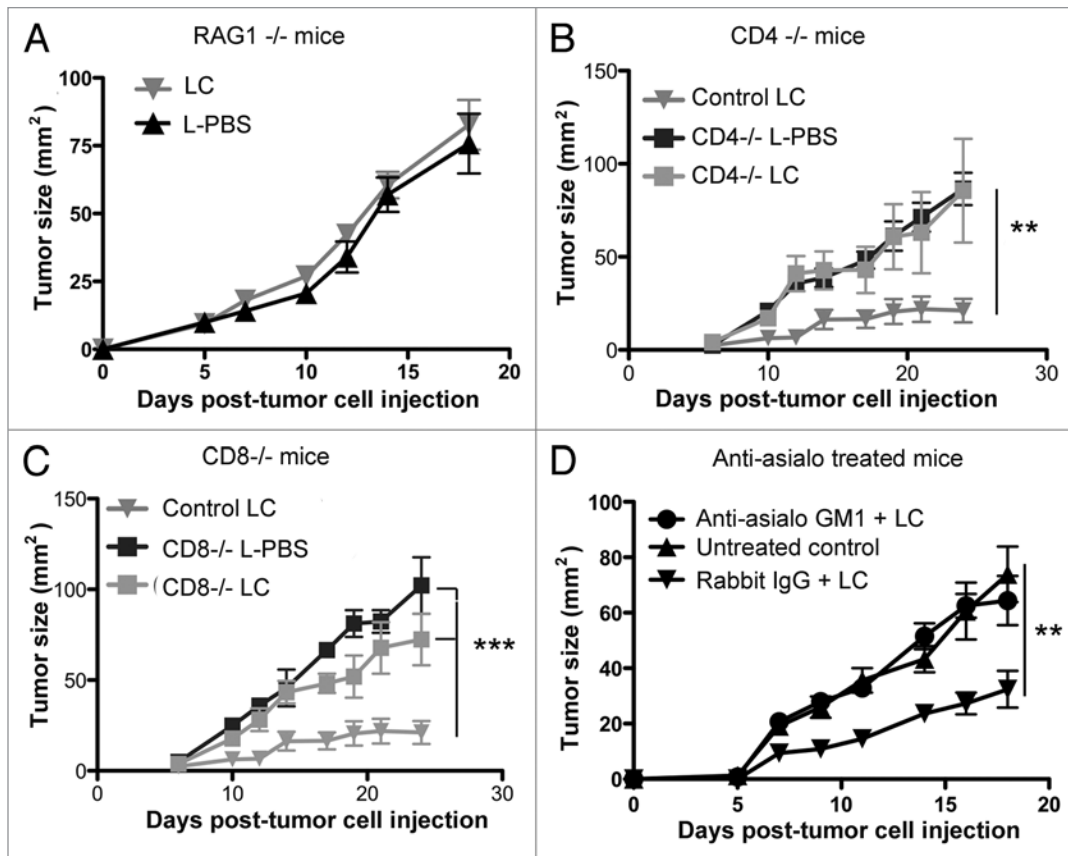 A
RAG1 -/- mice
LC
L-PBS
Tumor size (mm²)
100
75
50
25
0
0 5 10 15 20
Days post-tumor cell injection
B
CD4 -/- mice
Control LC
CD4-/- L-PBS
CD4-/- LC
Tumor size (mm²)
150
100
50
0
0 10 20 30
Days post-tumor cell injection
**
C
CD8-/- mice
Control LC
CD8-/- L-PBS
( CD8-/- LC
Tumor size (mm²)
150
100
50
0
0 10 20 30
Days post-tumor cell injection
***
D
Anti-asialo treated mice
Anti-asialo GM1 + LC
Untreated control
Rabbit IgG + LC
Tumor size (mm²)
100
80
60
40
20
0
0 5 10 15 20
Days post-tumor cell injection
**